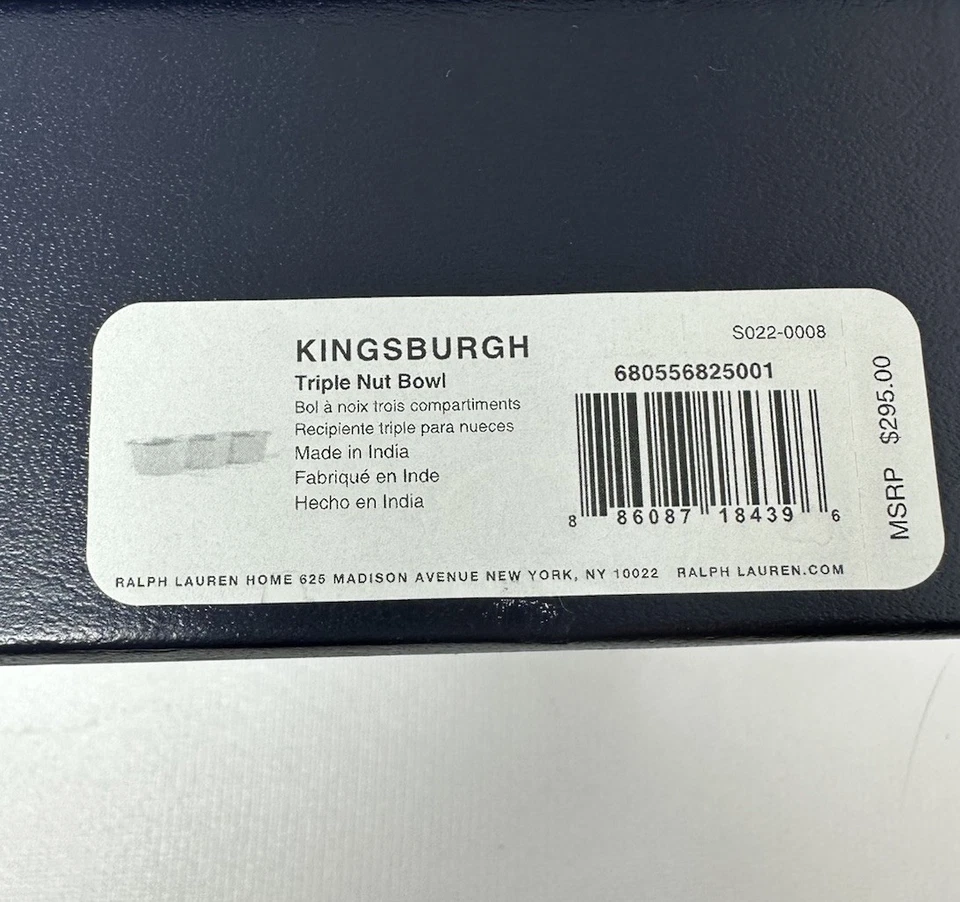 KINGSBURGH
Triple Nut Bowl
Bol à noix trois compartiments
Recipiente triple para nueces
Made in India
Fabriqué en Inde
Hecho en India
S022-0008
680556825001
8 86087 18439 6
MSRP $295.00
RALPH LAUREN HOME 625 MADISON AVENUE NEW YORK, NY 10022 RALPH LAUREN.COM